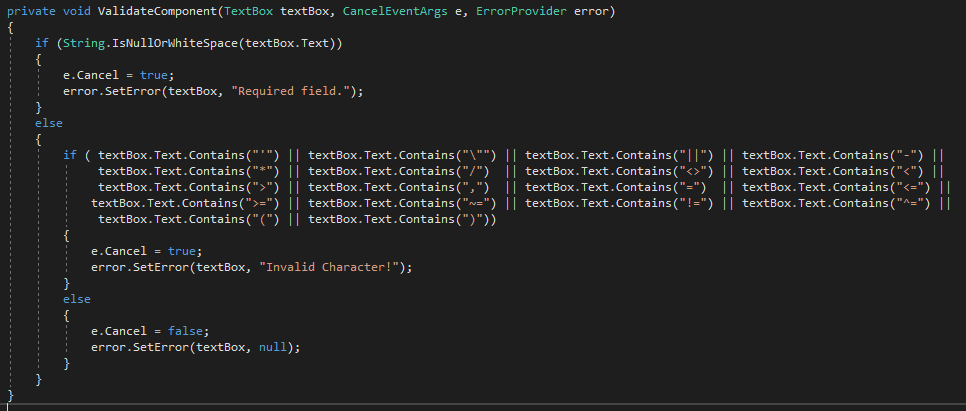 private void ValidateComponent(TextBox textBox, CancelEventArgs e, ErrorProvider error)
{
    if (String.IsNullOrWhiteSpace(textBox.Text))
    {
        e.Cancel = true;
        error.SetError(textBox, "Required field.");
    }
    else
    {
        if ( textBox.Text.Contains("'") || textBox.Text.Contains("\"") || textBox.Text.Contains("||") || textBox.Text.Contains("-") ||
             textBox.Text.Contains("*") || textBox.Text.Contains("/")  || textBox.Text.Contains("<>") || textBox.Text.Contains("<") ||
             textBox.Text.Contains(">") || textBox.Text.Contains(",")  || textBox.Text.Contains("=")  || textBox.Text.Contains("<=") ||
            textBox.Text.Contains(">=") || textBox.Text.Contains("~=") || textBox.Text.Contains("!=") || textBox.Text.Contains("^=") ||
             textBox.Text.Contains("(") || textBox.Text.Contains(")"))
        {
            e.Cancel = true;
            error.SetError(textBox, "Invalid Character!");
        }
        else
        {
            e.Cancel = false;
            error.SetError(textBox, null);
        }
    }
}